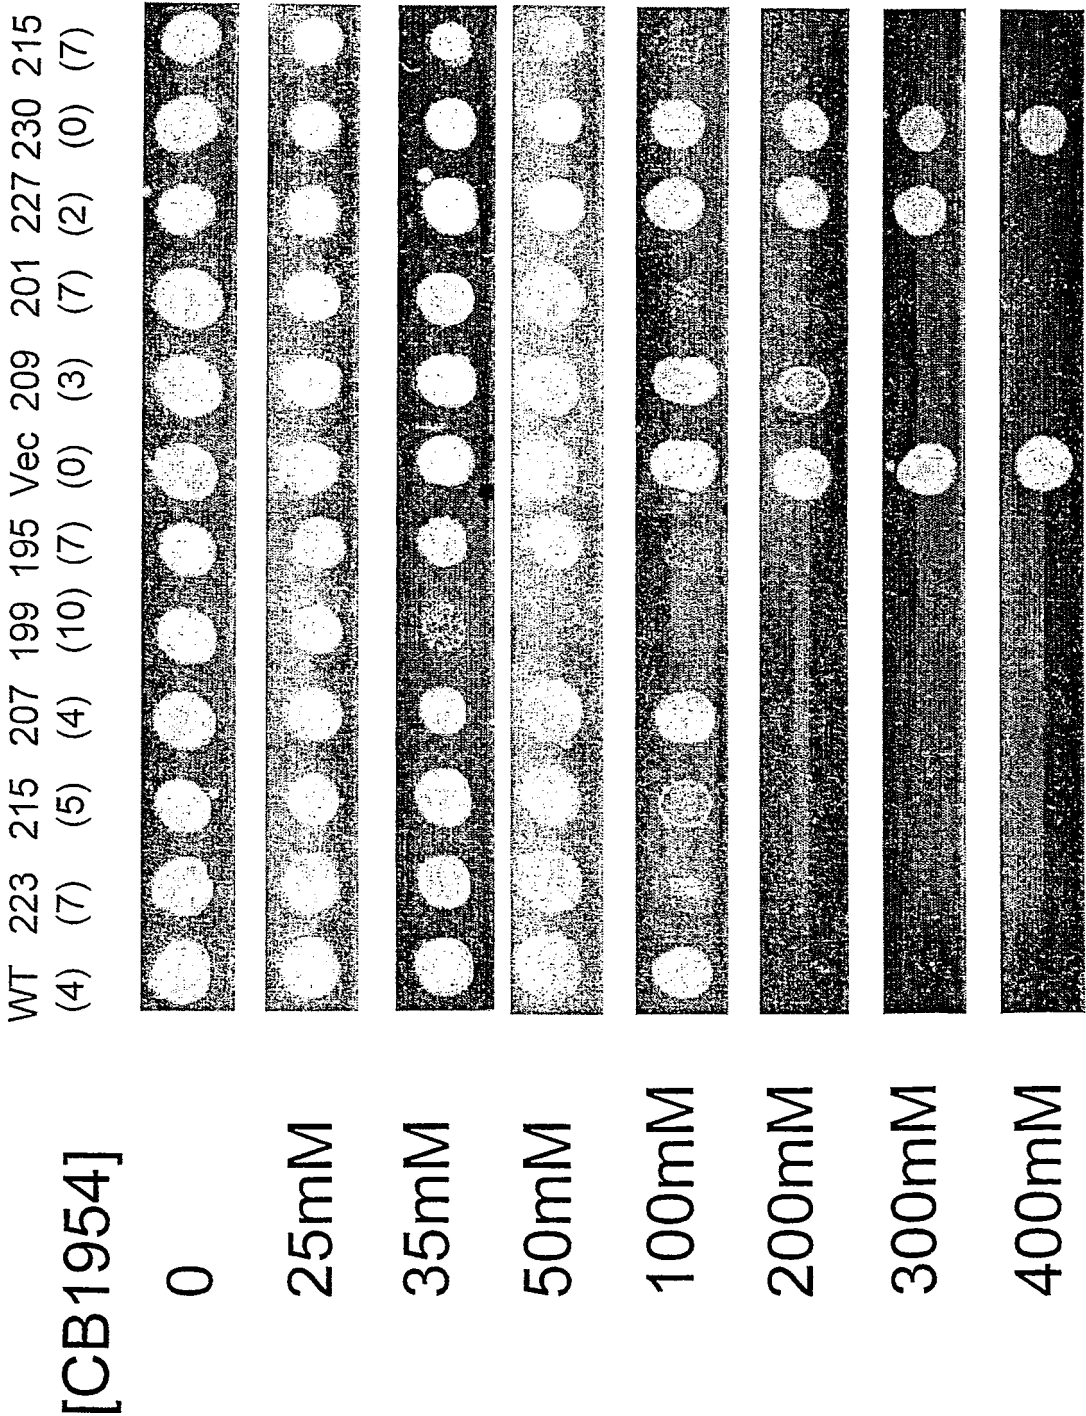 WT 223 215 207 199 195 Vec 209 201 227 230 215
(4) (7) (5) (4) (10) (7) (0) (3) (7) (2) (0) (7)
[CB1954]
0
25mM
35mM
50mM
100mM
200mM
300mM
400mM